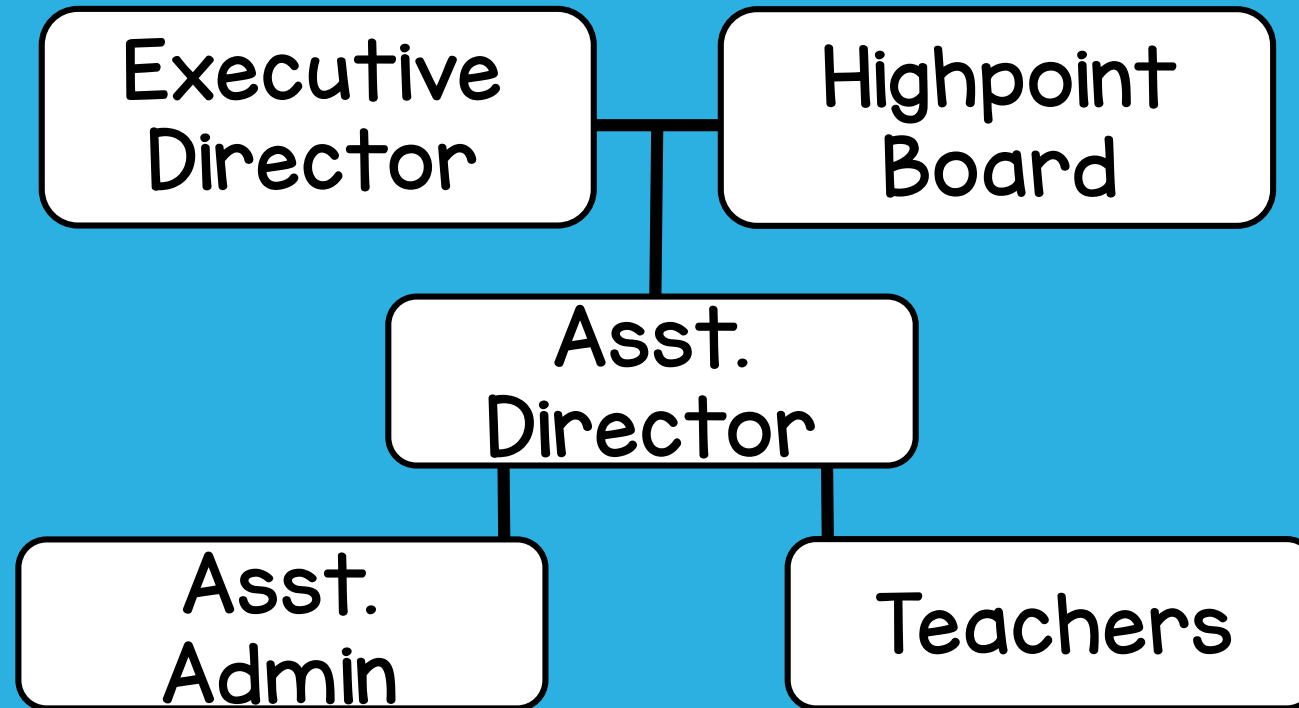 Executive
Director
Highpoint
Board
Asst.
Director
Asst.
Admin
Teachers